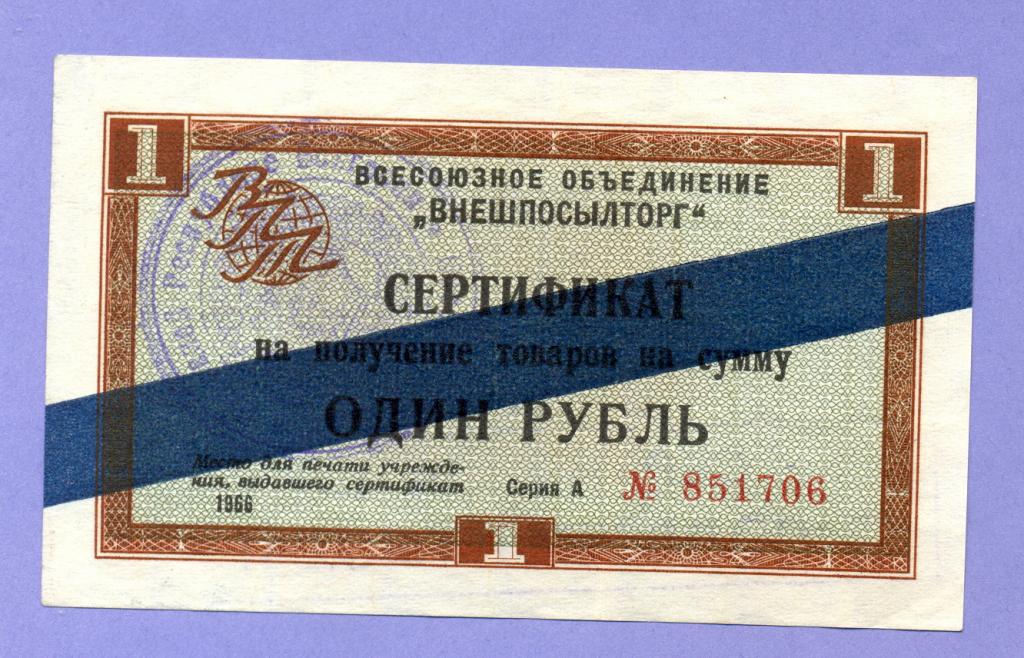 1
1
ВПТ
ВСЕСОЮЗНОЕ ОБЪЕДИНЕНИЕ
„ВНЕШПОСЫЛТОРГ“
СЕРТИФИКАТ
на получение товаров на сумму
ОДИН РУБЛЬ
Место для печати учрежде-
ния, выдавшего сертификат
1966
Серия А № 851706
1